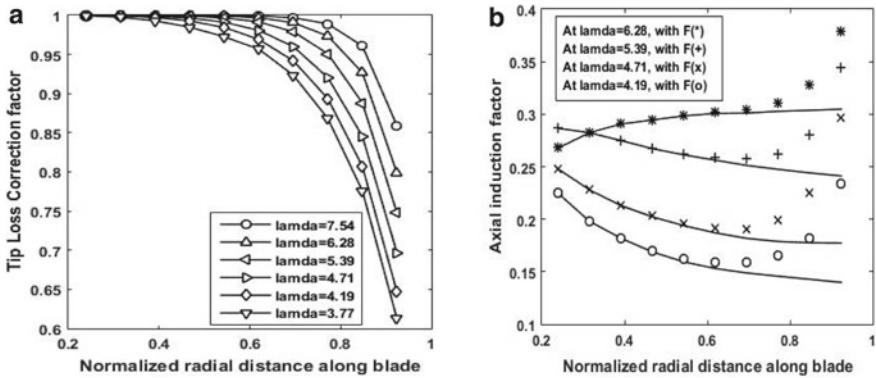 a
Tip Loss Correction factor
1
0.95
0.9
0.85
0.8
0.75
0.7
0.65
0.6
lamda=7.54
lamda=6.28
lamda=5.39
lamda=4.71
lamda=4.19
lamda=3.77
0.2
0.4
0.6
0.8
1
Normalized radial distance along blade
b
Axial induction factor
0.4
0.35
0.3
0.25
0.2
0.15
0.1
At lamda=6.28, with F(*)
At lamda=5.39, with F(+)
At lamda=4.71, with F(x)
At lamda=4.19, with F(o)
0.2
0.4
0.6
0.8
1
Normalized radial distance along blade